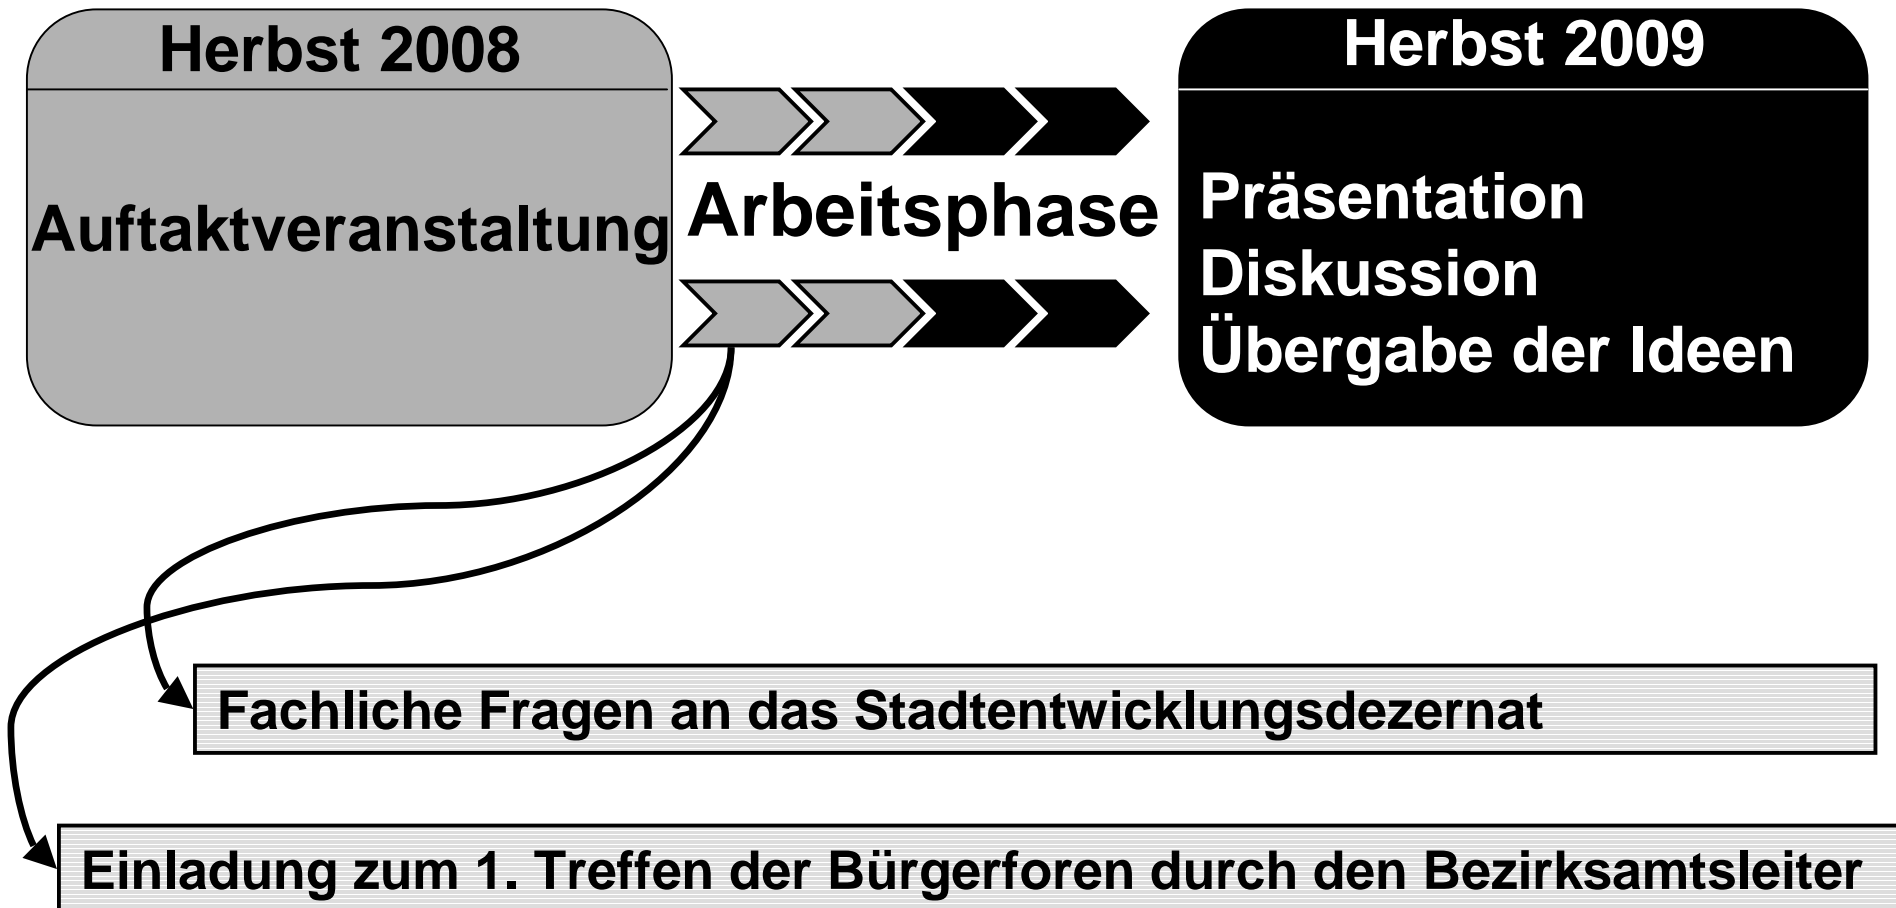 Herbst 2008
Auftaktveranstaltung
Arbeitsphase
Herbst 2009
Präsentation
Diskussion
Übergabe der Ideen
Fachliche Fragen an das Stadtentwicklungsdezernat
Einladung zum 1. Treffen der Bürgerforen durch den Bezirksamtsleiter